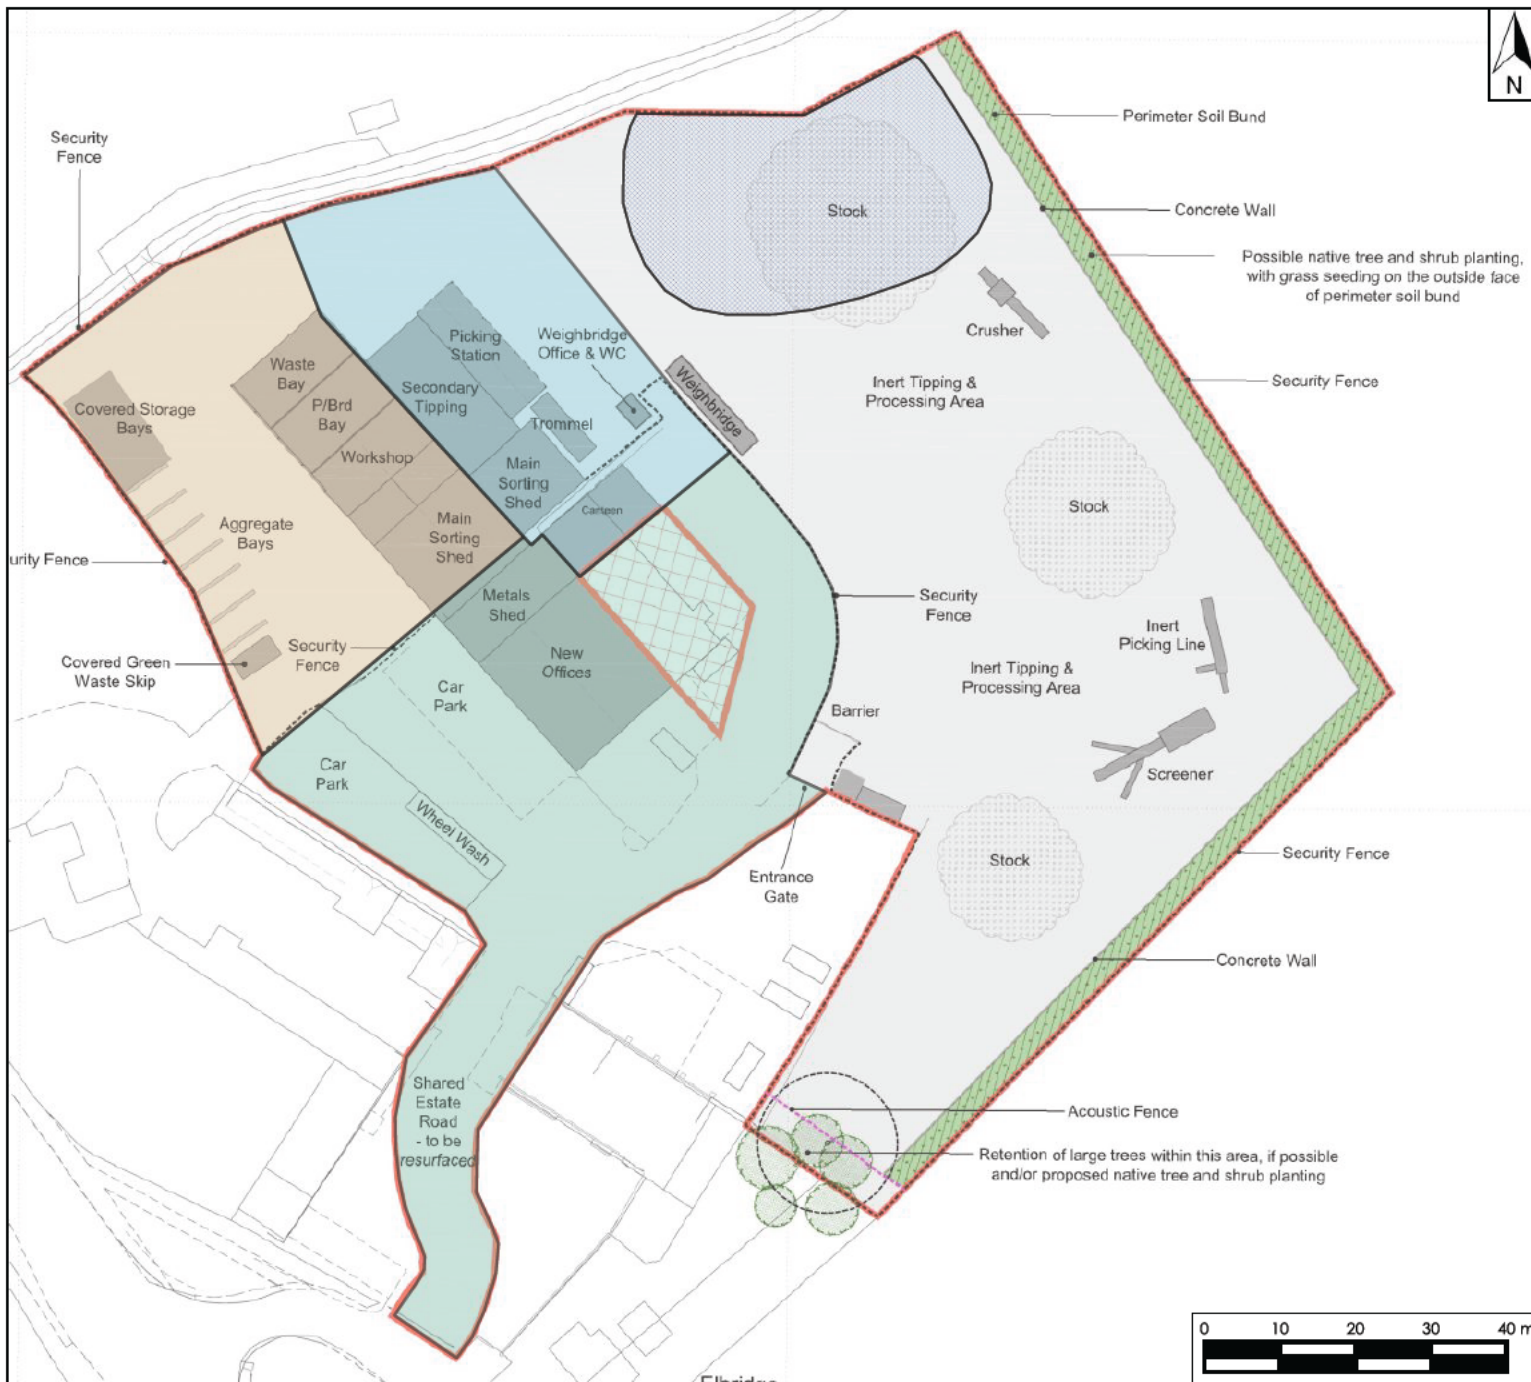 N
Security
Fence
Perimeter Soil Bund
Concrete Wall
Possible native tree and shrub planting,
with grass seeding on the outside face
of perimeter soil bund
Stock
Crusher
Security Fence
Picking
Station
Weighbridge
Office & WC
Waste
Bay
Secondary
Tipping
Weighbridge
Inert Tipping &
Processing Area
Covered Storage
Bays
P/Brd
Bay
Trommel
Workshop
Main
Sorting
Shed
Canteen
Stock
Aggregate
Bays
Main
Sorting
Shed
urity Fence
Metals
Shed
Security
Fence
Inert
Picking Line
Security
Fence
Covered Green
Waste Skip
New
Offices
Inert Tipping &
Processing Area
Car
Park
Barrier
Car
Park
Screener
Wheel Wash
Entrance
Gate
Stock
Security Fence
Concrete Wall
Shared
Estate
Road
- to be
resurfaced
Acoustic Fence
Retention of large trees within this area, if possible
and/or proposed native tree and shrub planting
0 10 20 30 40 m
Elbridge